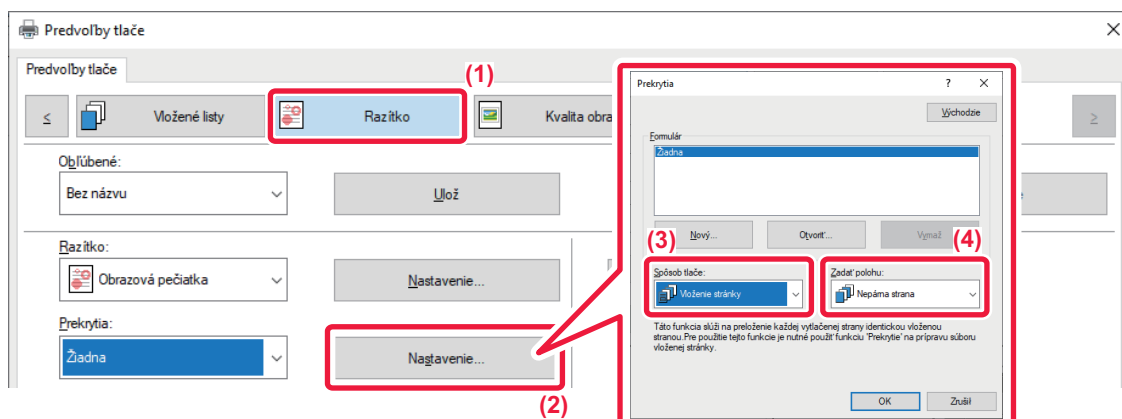 Predvoľby tlače
Predvoľby tlače
(1)
< Vložené listy Razítko Kvalita obra >
Obľúbené:
Bez názvu
Ulož
Razítko:
Obrazová pečiatka
Nastavenie...
Prekrytia:
Žiadna
Nastavenie...
(2)
Prekrytia
?
Východzie
Formulár
Žiadna
Nový... Otvoriť... Vymaž
(3) (4)
Spôsob tlače:
Vloženie stránky
Zadať polohu:
Nepárna strana
Táto funkcia slúži na preloženie každej vytlačenej strany identickou vloženou
stranou.Pre použitie tejto funkcie je nutné použiť funkciu 'Prekrytie' na prípravu súboru
vloženej stránky.
OK Zrušiť